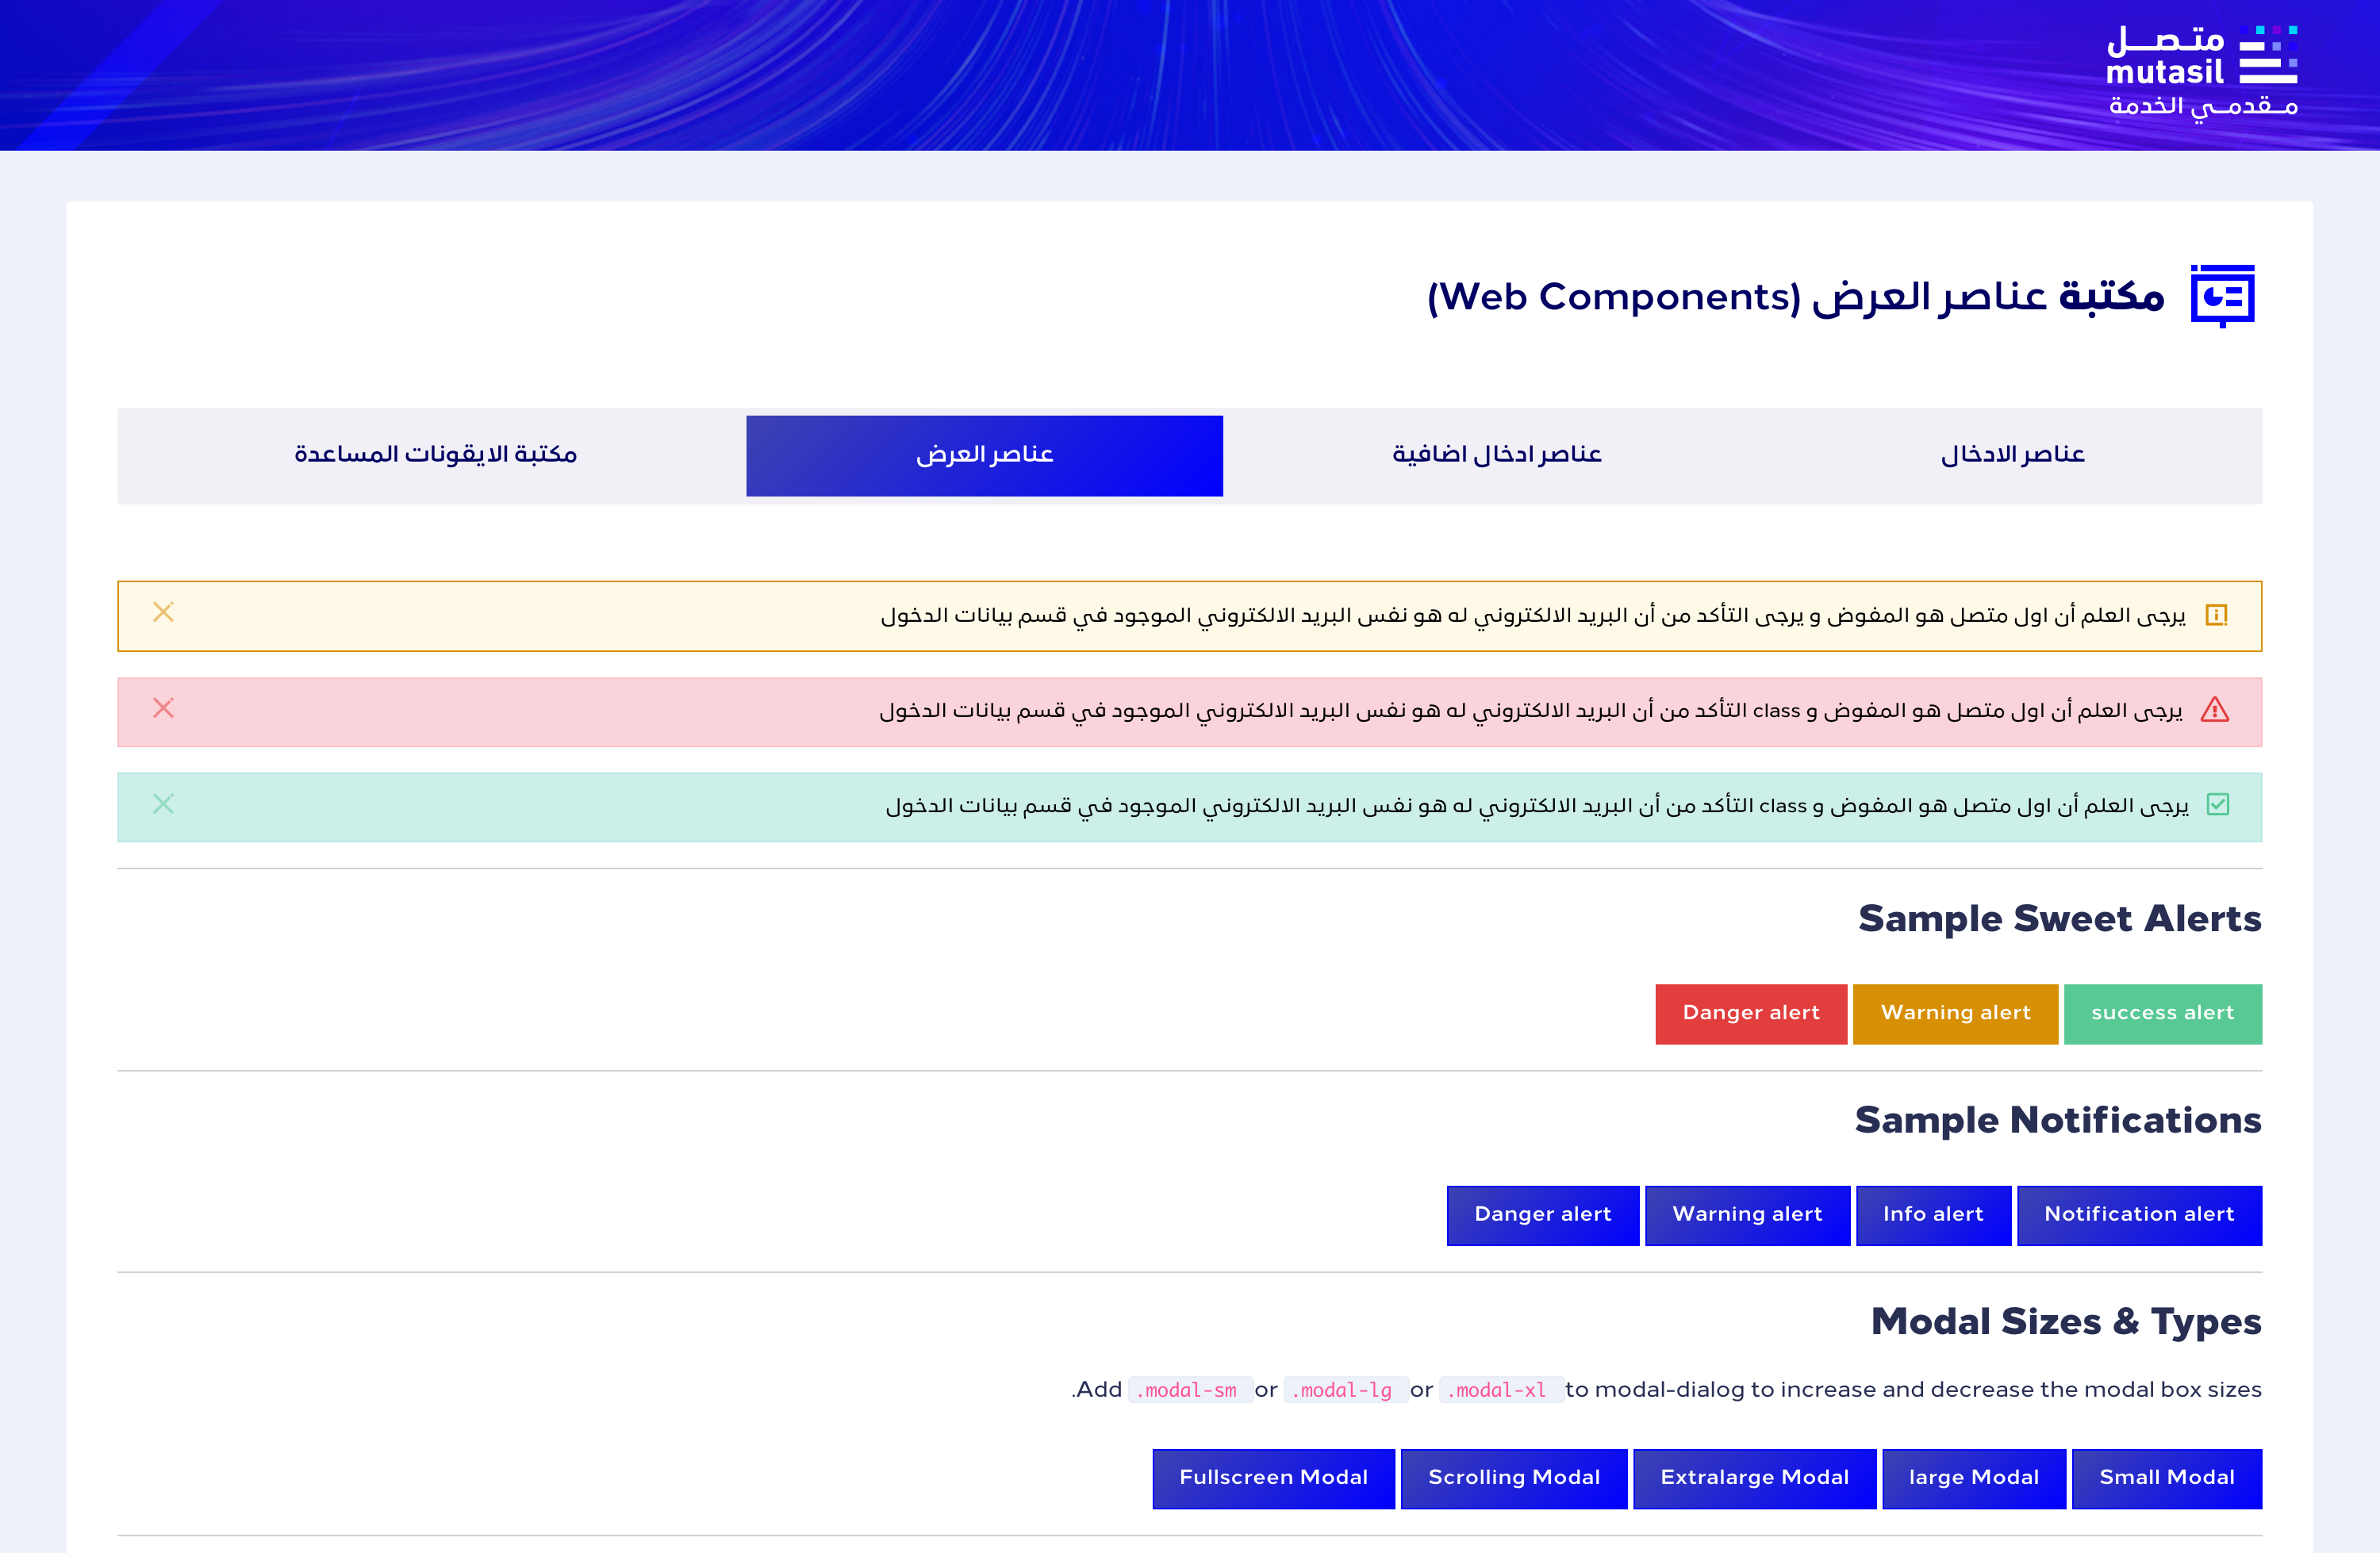 متصل
mutasil
مقدمي الخدمة
مكتبة عناصر العرض (Web Components)
عناصر الادخال
عناصر ادخال اضافية
عناصر العرض
مكتبة الايقونات المساعدة
يرجى العلم أن اول متصل هو المفوض و يرجى التأكد من أن البريد الالكتروني له هو نفس البريد الالكتروني الموجود في قسم بيانات الدخول
يرجى العلم أن اول متصل هو المفوض و class التأكد من أن البريد الالكتروني له هو نفس البريد الالكتروني الموجود في قسم بيانات الدخول
يرجى العلم أن اول متصل هو المفوض و class التأكد من أن البريد الالكتروني له هو نفس البريد الالكتروني الموجود في قسم بيانات الدخول
Sample Sweet Alerts
success alert
Warning alert
Danger alert
Sample Notifications
Notification alert
Info alert
Warning alert
Danger alert
Modal Sizes & Types
.Add .modal-sm or .modal-lg or .modal-xl to modal-dialog to increase and decrease the modal box sizes
Small Modal
large Modal
Extralarge Modal
Scrolling Modal
Fullscreen Modal